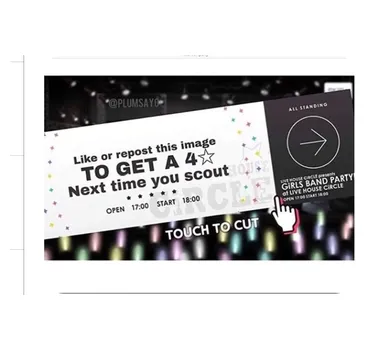 @PLUMSAYO
ALL STANDING
Like or repost this image
TO GET A 4☆
Next time you scout
OPEN 17:00 START 18:00
LIVE HOUSE
CIRCLE
LIVE HOUSE CIRCLE presents
GIRLS BAND PARTY
at LIVE HOUSE CIRCLE
OPEN 17:00 START 18:00
TOUCH TO CUT